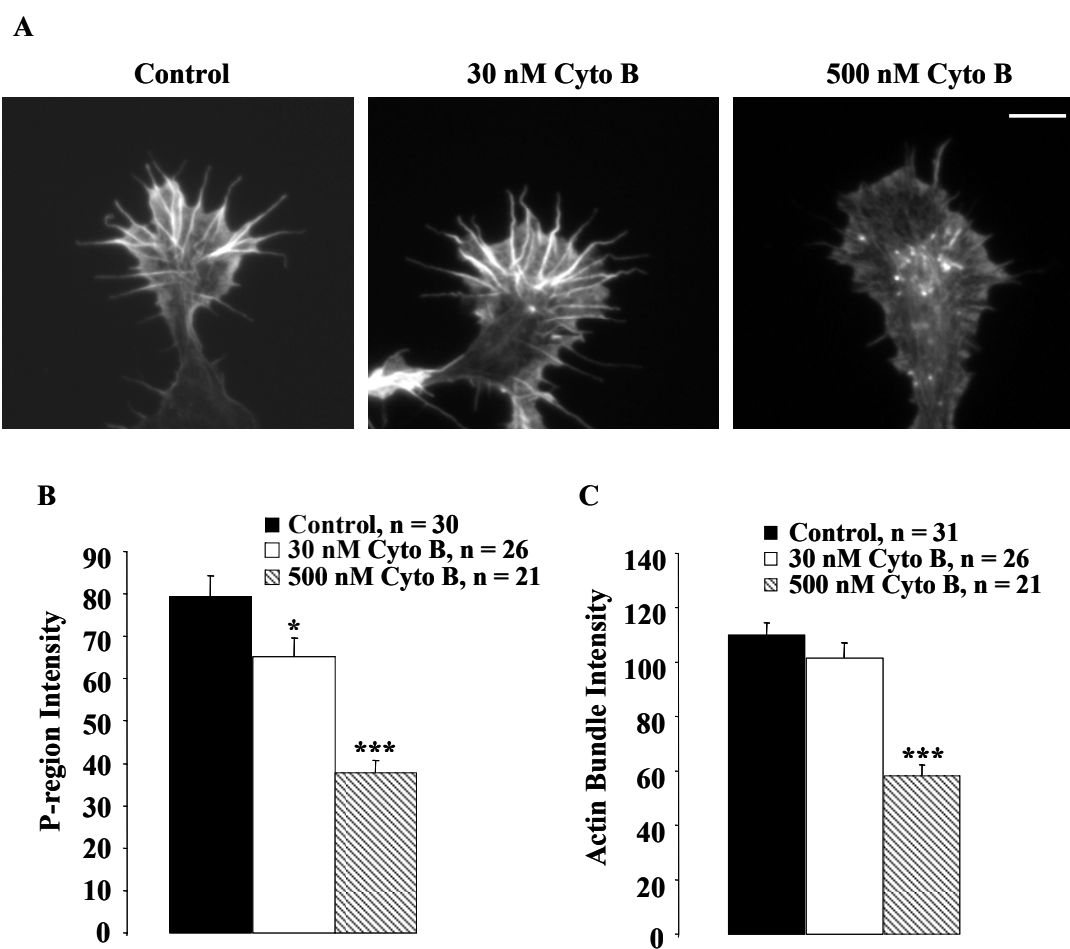 A
Control
30 nM Cyto B
500 nM Cyto B
B
Control, n = 30
30 nM Cyto B, n = 26
500 nM Cyto B, n = 21
90
80
70
60
50
40
30
20
10
0
P-region Intensity
*
***
C
Control, n = 31
30 nM Cyto B, n = 26
500 nM Cyto B, n = 21
140
120
100
80
60
40
20
0
Actin Bundle Intensity
***